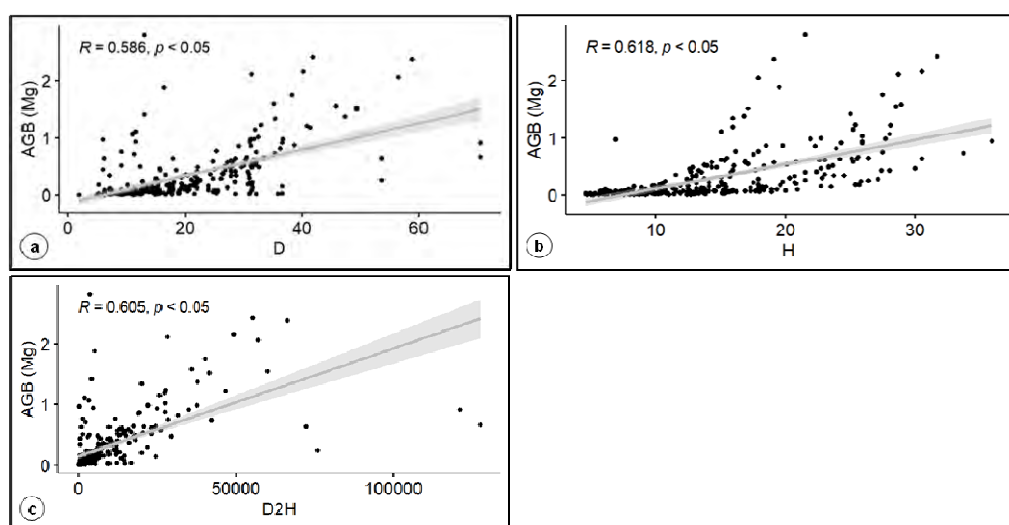 R = 0.586, p < 0.05
AGB (Mg)
2
1
0
0
20
40
60
D
a
R = 0.618, p < 0.05
AGB (Mg)
2
1
0
10
20
30
H
b
R = 0.605, p < 0.05
AGB (Mg)
2
1
0
0
50000
100000
D2H
c